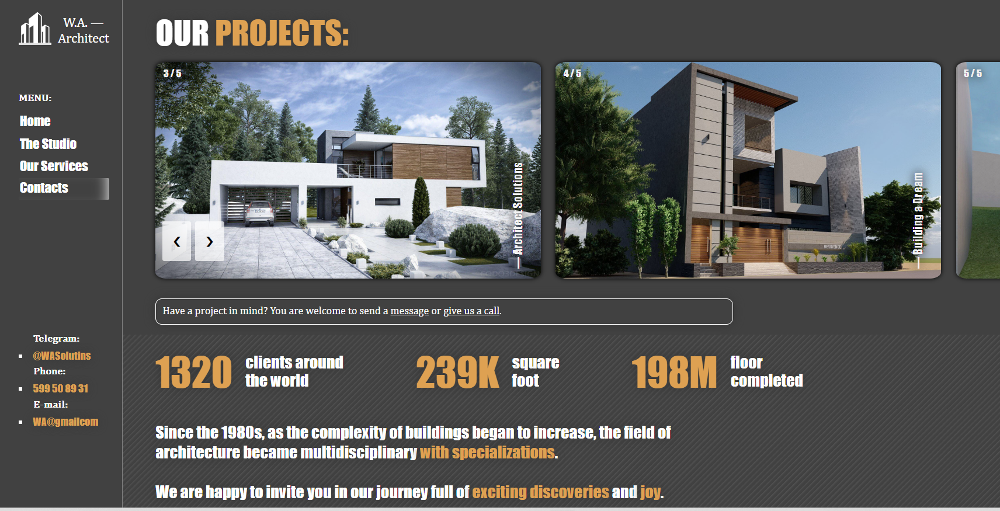 W.A. —
Architect
MENU:
Home
The Studio
Our Services
Contacts
Telegram:
@WASolutins
Phone:
599 50 89 31
E-mail:
WA@gmailcom
OUR PROJECTS:
3 / 5
— Architect Solutions
❮ ❯
GODO3DESIGN
4 / 5
RESIDENCE
— Building a Dream
5 / 5
Have a project in mind? You are welcome to send a message or give us a call.
1320 clients around
the world
239K square
foot
198M floor
completed
Since the 1980s, as the complexity of buildings began to increase, the field of
architecture became multidisciplinary with specializations.
We are happy to invite you in our journey full of exciting discoveries and joy.